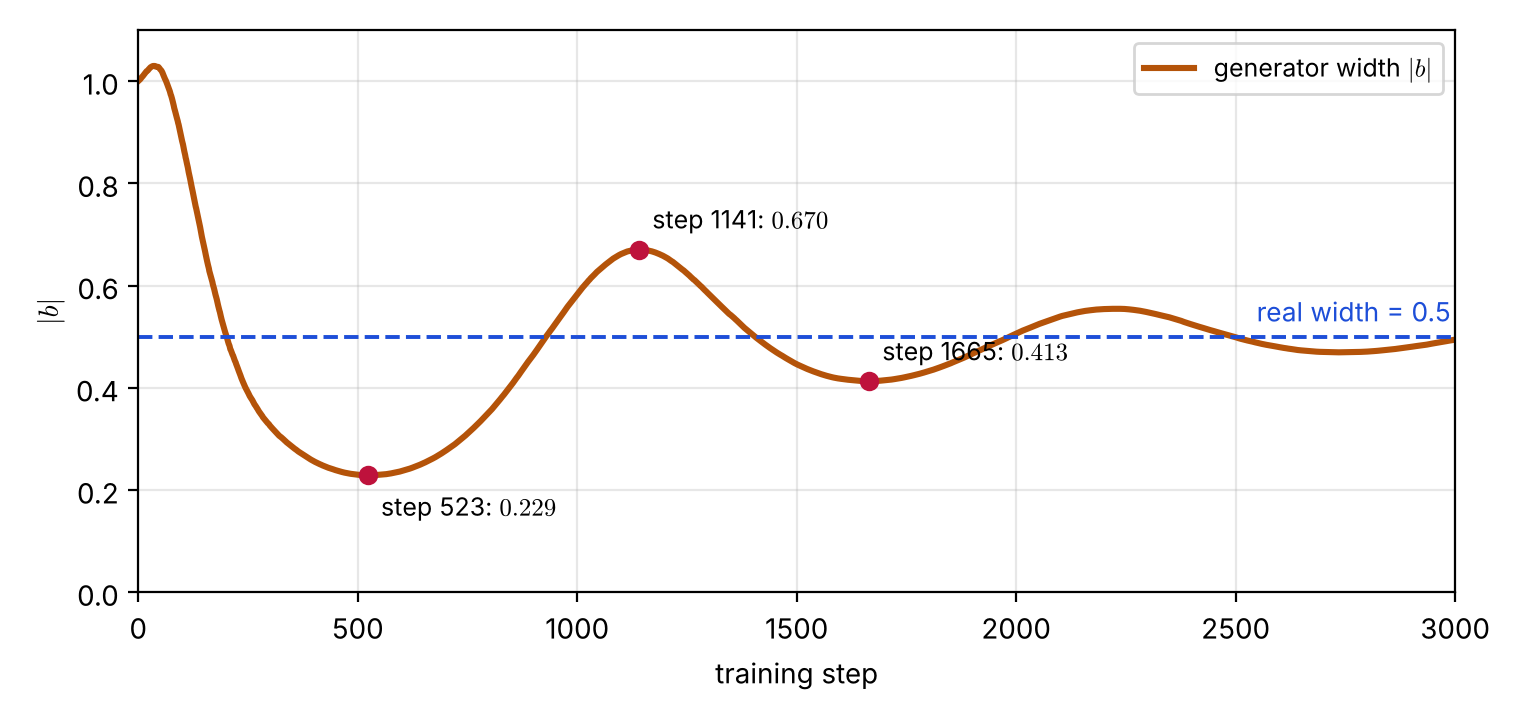 generator width |b|
1.0
0.8
0.6
0.4
0.2
0.0
|b|
step 1141: 0.670
real width = 0.5
step 1665: 0.413
step 523: 0.229
0 500 1000 1500 2000 2500 3000
training step